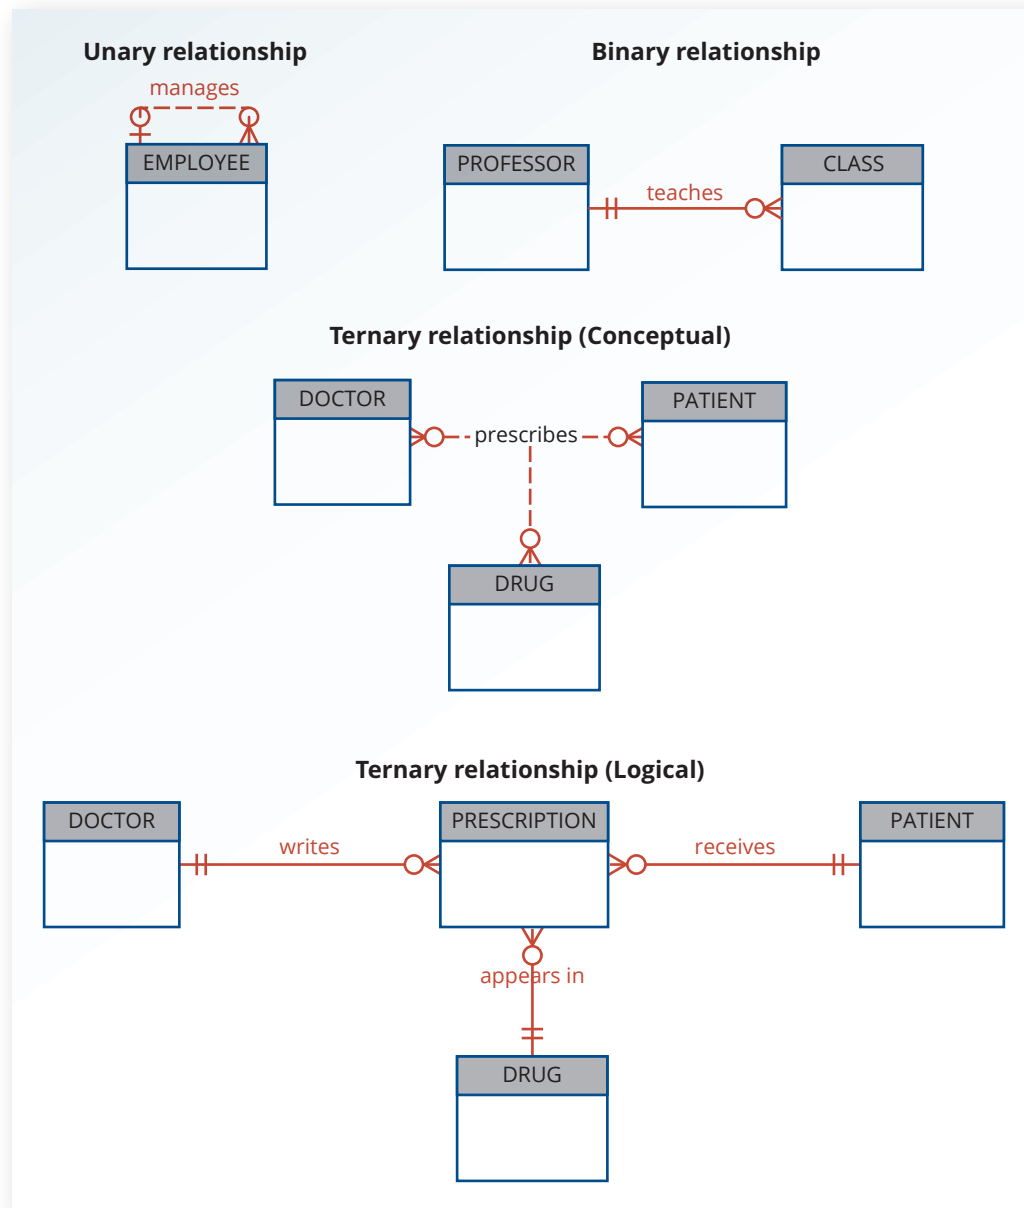 Unary relationship
Binary relationship
manages
EMPLOYEE
PROFESSOR
CLASS
teaches
Ternary relationship (Conceptual)
DOCTOR
PATIENT
prescribes
DRUG
Ternary relationship (Logical)
DOCTOR
PRESCRIPTION
PATIENT
writes
receives
appears in
DRUG